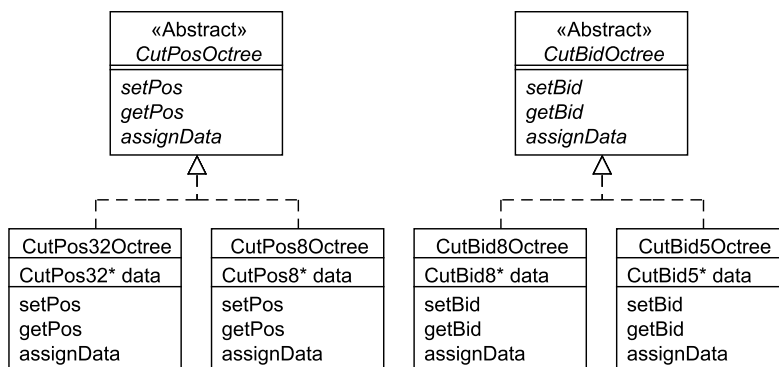 «Abstract»
CutPosOctree
setPos
getPos
assignData
«Abstract»
CutBidOctree
setBid
getBid
assignData
CutPos32Octree
CutPos32* data
setPos
getPos
assignData
CutPos8Octree
CutPos8* data
setPos
getPos
assignData
CutBid8Octree
CutBid8* data
setBid
getBid
assignData
CutBid5Octree
CutBid5* data
setBid
getBid
assignData